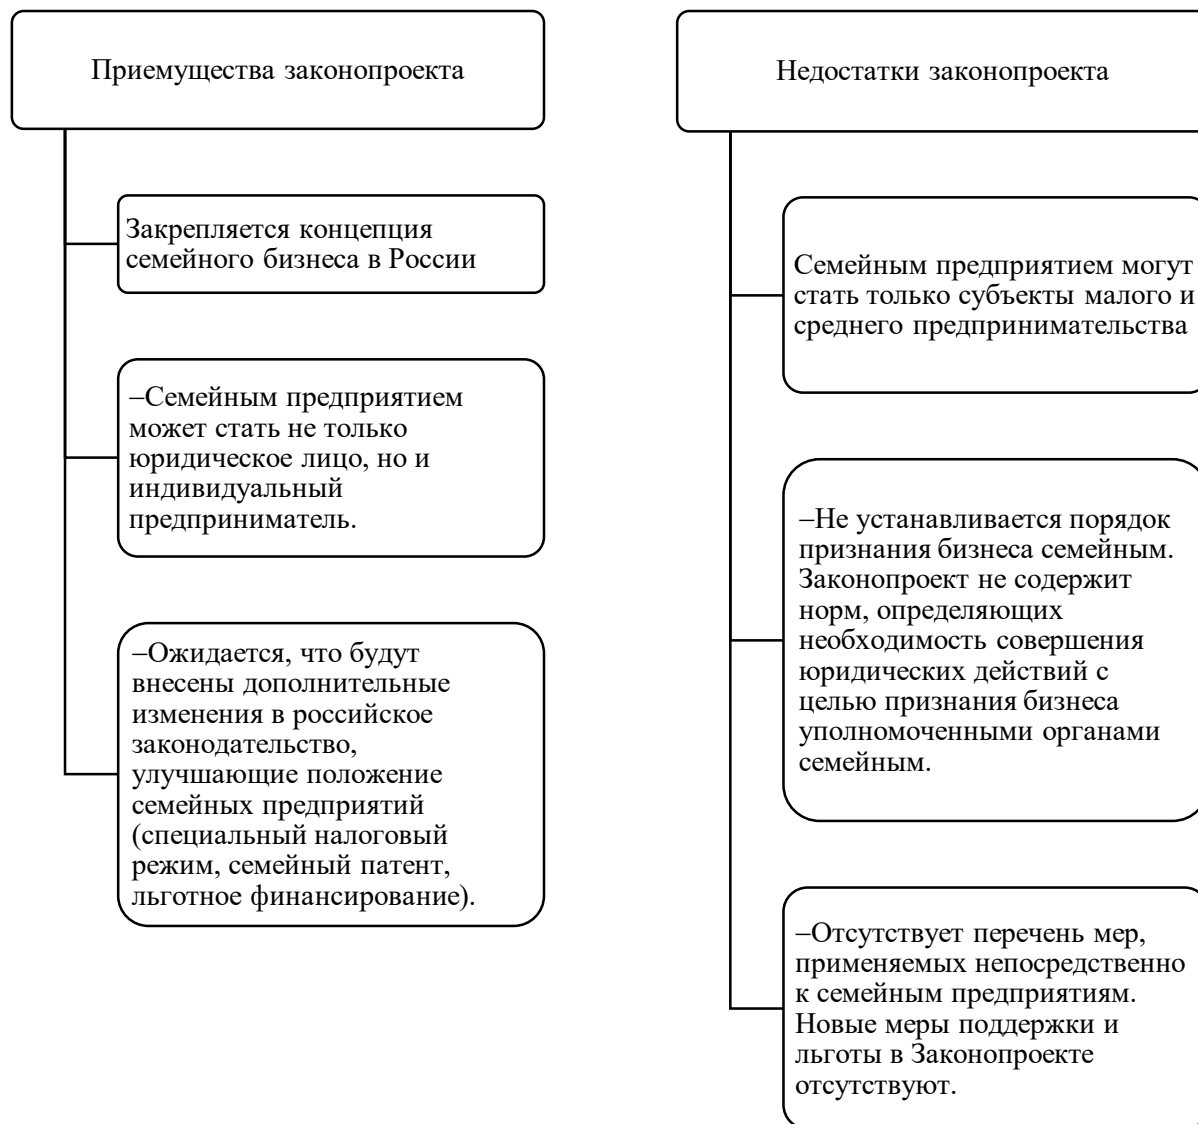 Приемущества законопроекта
Закрепляется концепция
семейного бизнеса в России
–Семейным предприятием
может стать не только
юридическое лицо, но и
индивидуальный
предприниматель.
–Ожидается, что будут
внесены дополнительные
изменения в российское
законодательство,
улучшающие положение
семейных предприятий
(специальный налоговый
режим, семейный патент,
льготное финансирование).
Недостатки законопроекта
Семейным предприятием могут
стать только субъекты малого и
среднего предпринимательства
–Не устанавливается порядок
признания бизнеса семейным.
Законопроект не содержит
норм, определяющих
необходимость совершения
юридических действий с
целью признания бизнеса
уполномоченными органами
семейным.
–Отсутствует перечень мер,
применяемых непосредственно
к семейным предприятиям.
Новые меры поддержки и
льготы в Законопроекте
отсутствуют.